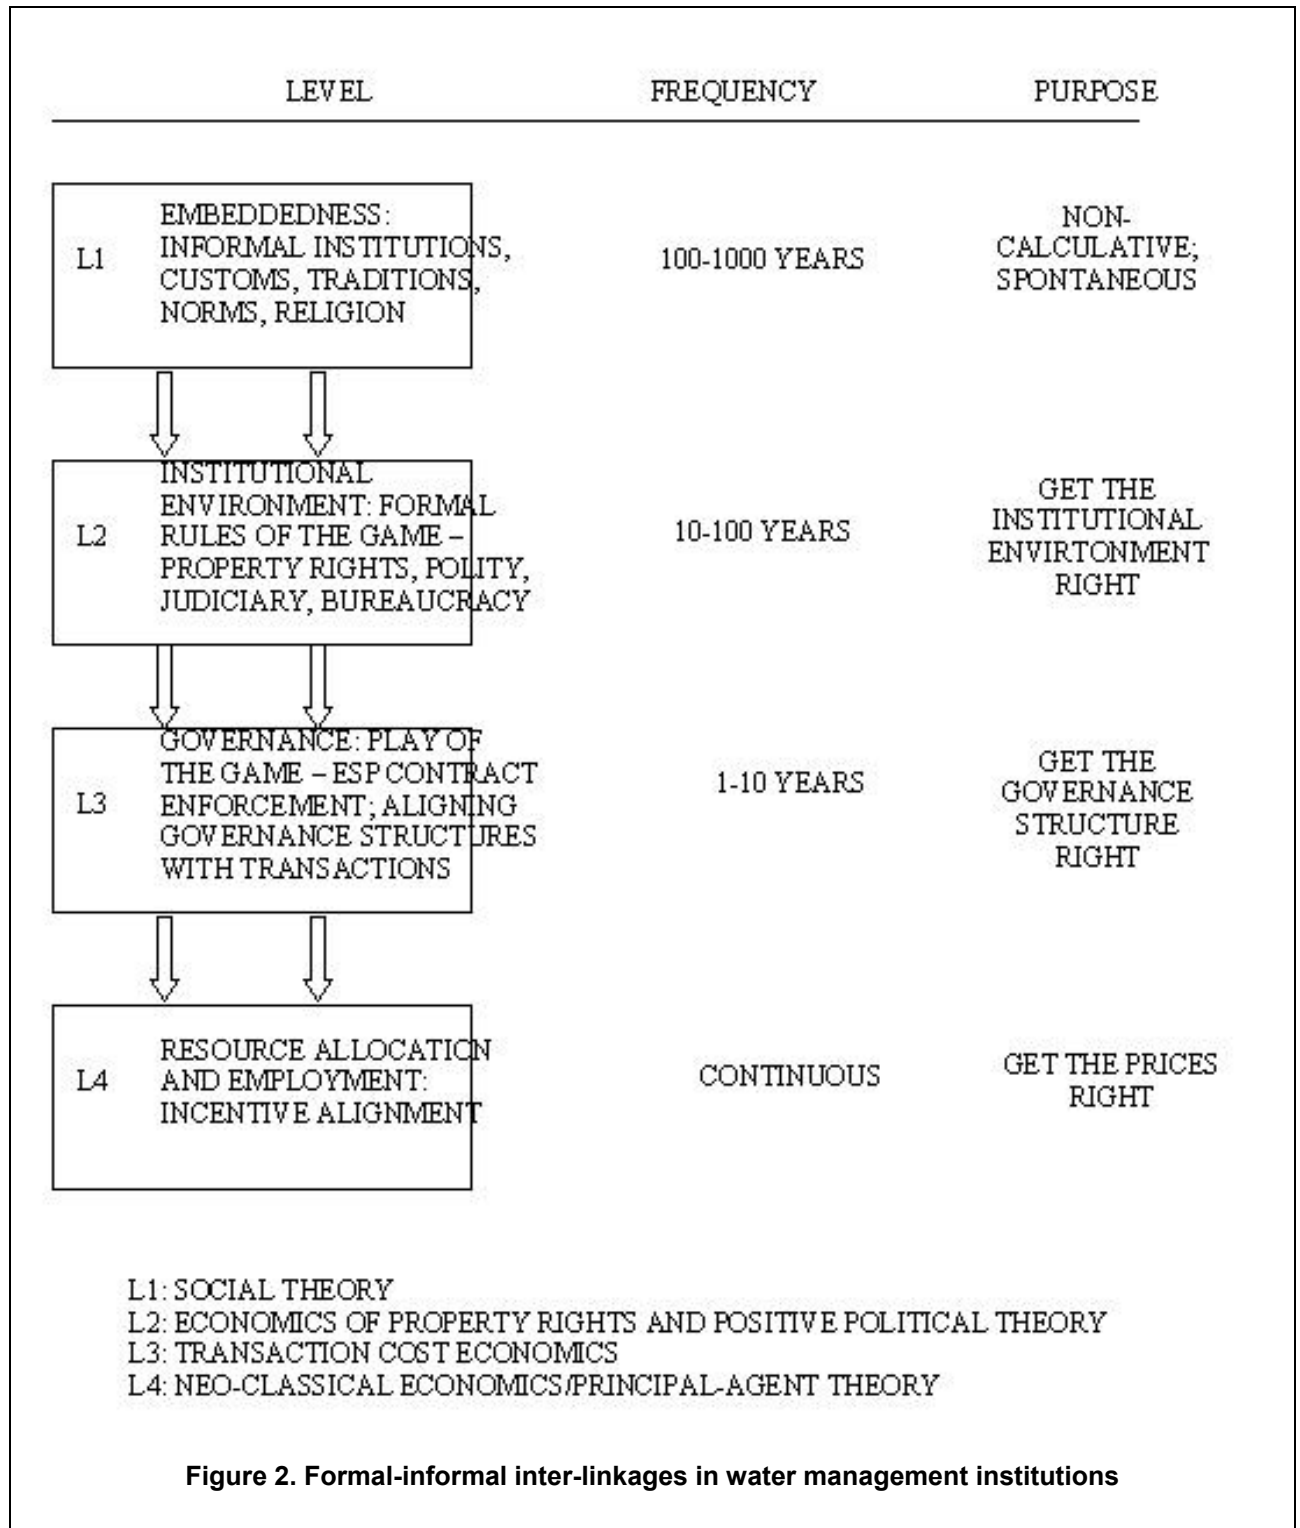 LEVEL FREQUENCY PURPOSE
EMBEDDEDNESS:
L1 INFORMAL INSTITUTIONS,
CUSTOMS, TRADITIONS,
NORMS, RELIGION
100-1000 YEARS
NON-
CALCULATIVE;
SPONTANEOUS
INSTITUTIONAL
ENVIRONMENT: FORMAL
L2 RULES OF THE GAME –
PROPERTY RIGHTS, POLITY,
JUDICIARY, BUREAUCRACY
10-100 YEARS
GET THE
INSTITUTIONAL
ENVIRTONMENT
RIGHT
GOVERNANCE: PLAY OF
THE GAME – ESP CONTRACT
L3 ENFORCEMENT; ALIGNING
GOVERNANCE STRUCTURES
WITH TRANSACTIONS
1-10 YEARS
GET THE
GOVERNANCE
STRUCTURE
RIGHT
RESOURCE ALLOCATION
L4 AND EMPLOYMENT:
INCENTIVE ALIGNMENT
CONTINUOUS
GET THE PRICES
RIGHT
L1: SOCIAL THEORY
L2: ECONOMICS OF PROPERTY RIGHTS AND POSITIVE POLITICAL THEORY
L3: TRANSACTION COST ECONOMICS
L4: NEO-CLASSICAL ECONOMICS/PRINCIPAL-AGENT THEORY
Figure 2. Formal-informal inter-linkages in water management institutions